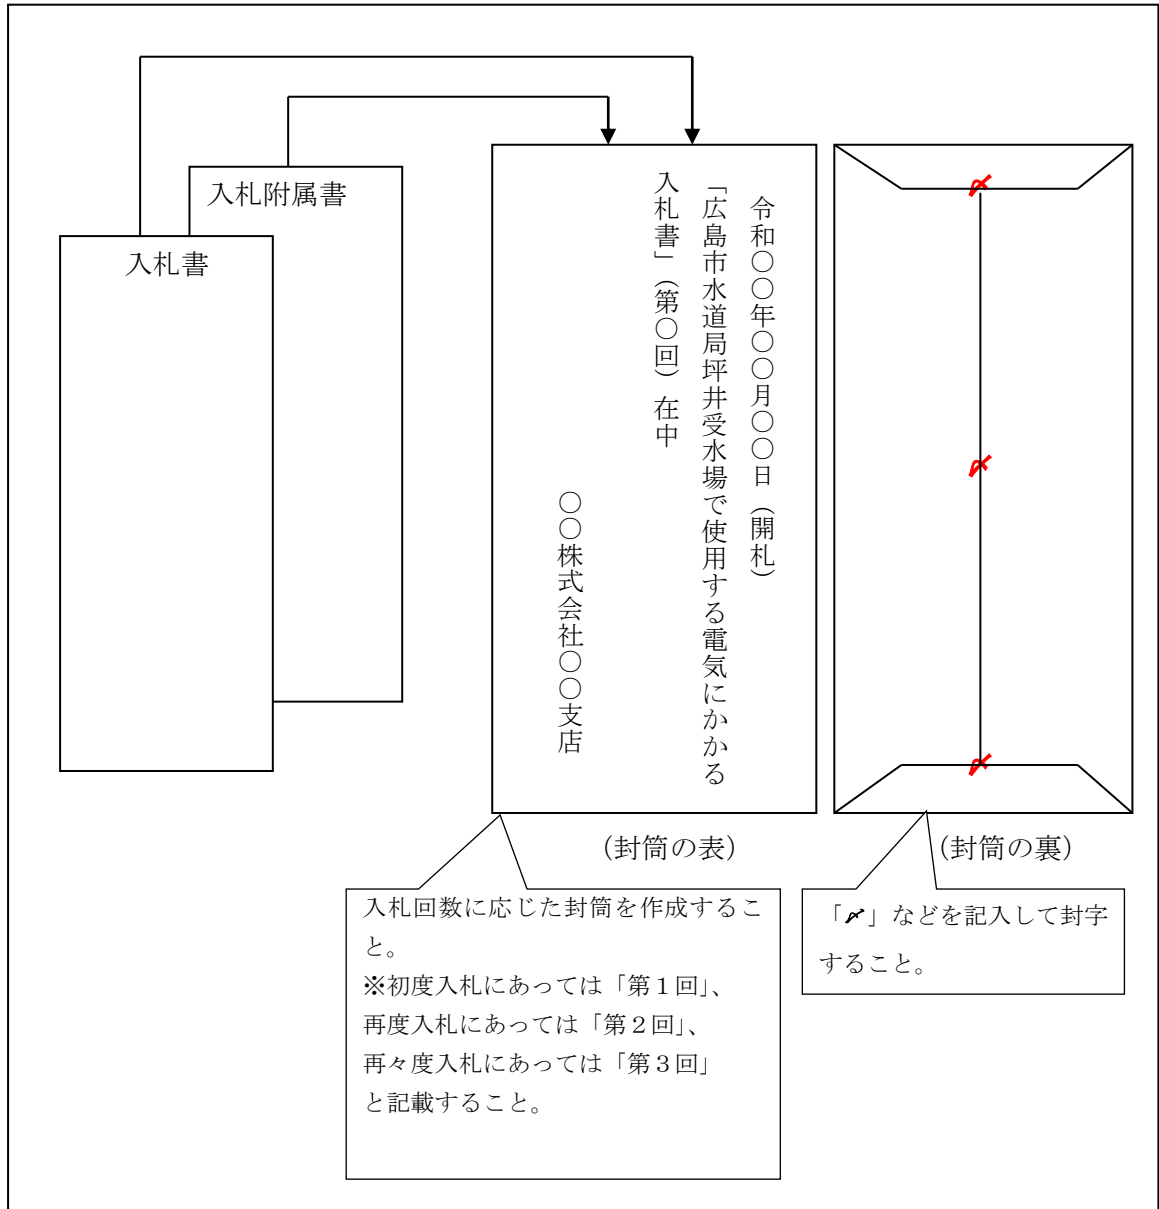 入札附属書
入札書
令和〇〇年〇〇月〇〇日（開札）
「広島市水道局坪井受水場で使用する電気にかかる
入札書」（第〇回）在中
〇〇株式会社〇〇支店
〆
〆
〆
（封筒の表）
（封筒の裏）
入札回数に応じた封筒を作成するこ
と。
※初度入札にあっては「第１回」、
再度入札にあっては「第２回」、
再々度入札にあっては「第３回」
と記載すること。
「〆」などを記入して封字
すること。